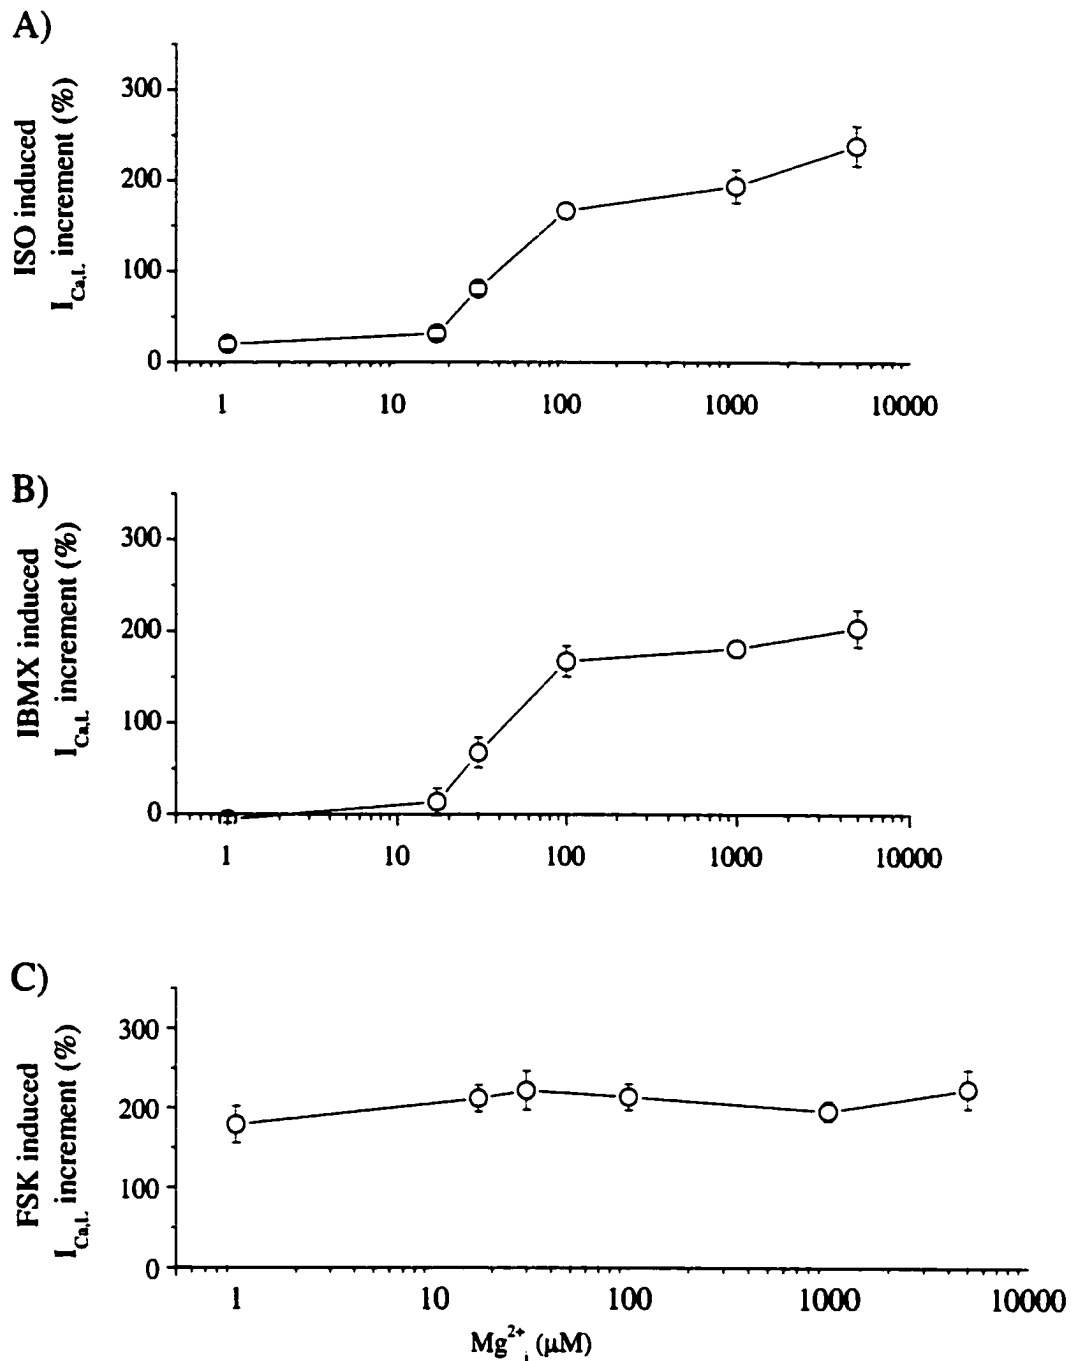 A)
ISO induced
I_Ca,L increment (%)
300
200
100
0
1 10 100 1000 10000
B)
IBMX induced
I_Ca,L increment (%)
300
200
100
0
1 10 100 1000 10000
C)
FSK induced
I_Ca,L increment (%)
300
200
100
0
1 10 100 1000 10000
Mg²⁺i (μM)